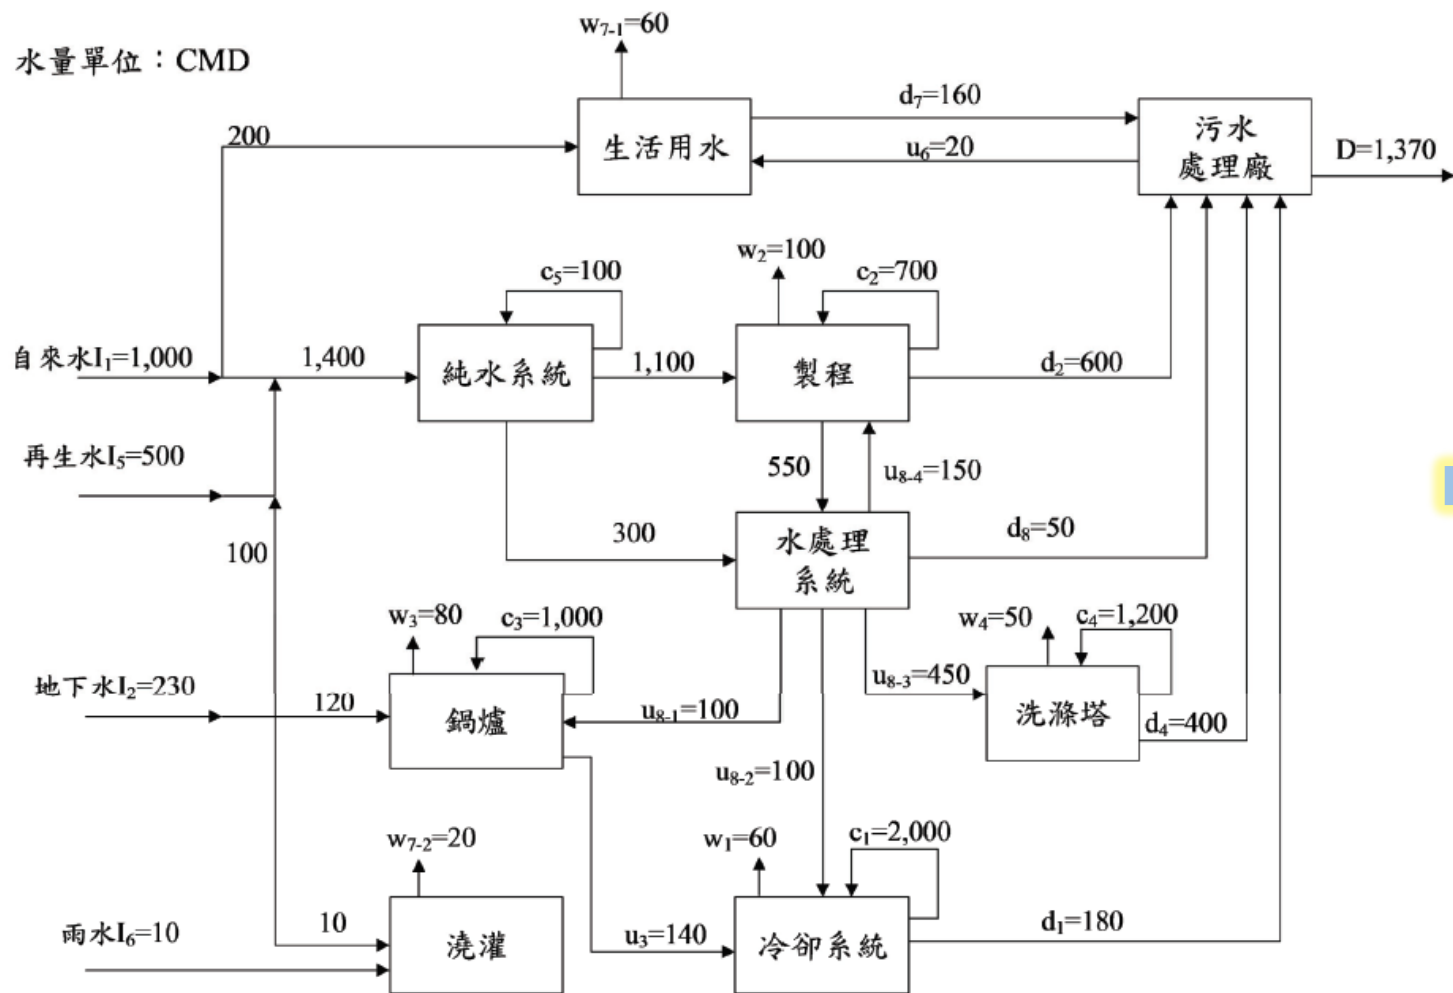 w₇₋₁=60
水量單位：CMD
200
生活用水
d₇=160
u₆=20
污水
處理廠
D=1,370
w₂=100
c₅=100
c₂=700
自來水I₁=1,000
1,400
純水系統
1,100
製程
d₂=600
再生水I₅=500
550
u₈₋₄=150
100
300
水處理
系統
d₈=50
w₃=80
c₃=1,000
w₄=50
c₄=1,200
地下水I₂=230
120
鍋爐
u₈₋₁=100
u₈₋₃=450
洗滌塔
d₄=400
u₈₋₂=100
w₇₋₂=20
w₁=60
c₁=2,000
雨水I₆=10
10
澆灌
u₃=140
冷卻系統
d₁=180